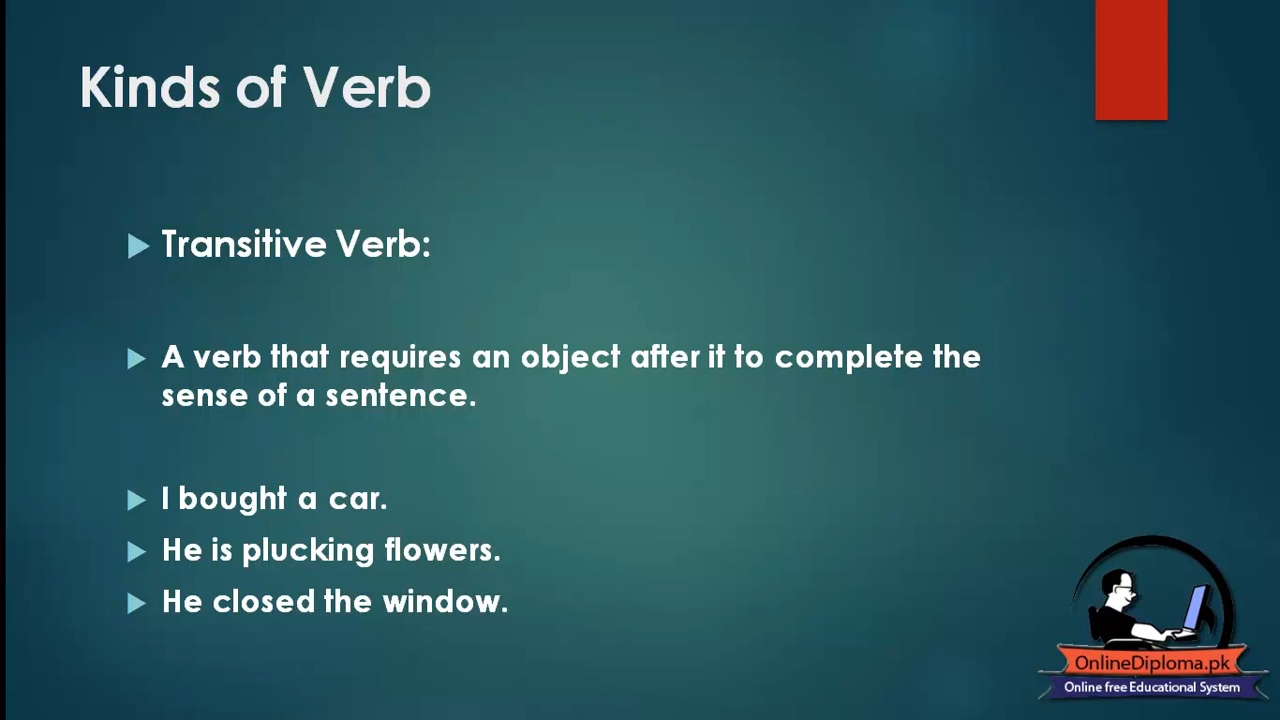 Kinds of Verb
Transitive Verb:
A verb that requires an object after it to complete the
sense of a sentence.
I bought a car.
He is plucking flowers.
He closed the window.
OnlineDiploma.pk
Online free Educational System